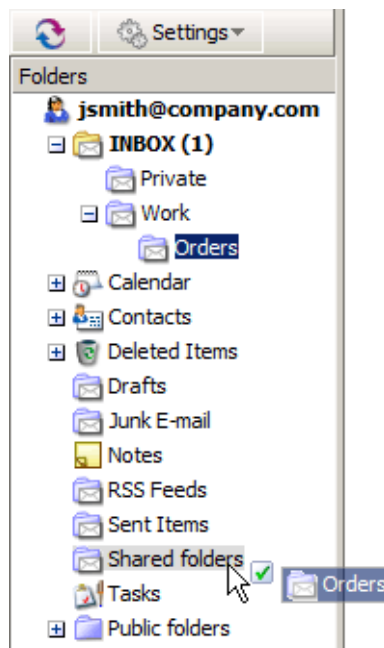 Settings
Folders
jsmith@company.com
INBOX (1)
Private
Work
Orders
Calendar
Contacts
Deleted Items
Drafts
Junk E-mail
Notes
RSS Feeds
Sent Items
Shared folders
Orders
Tasks
Public folders